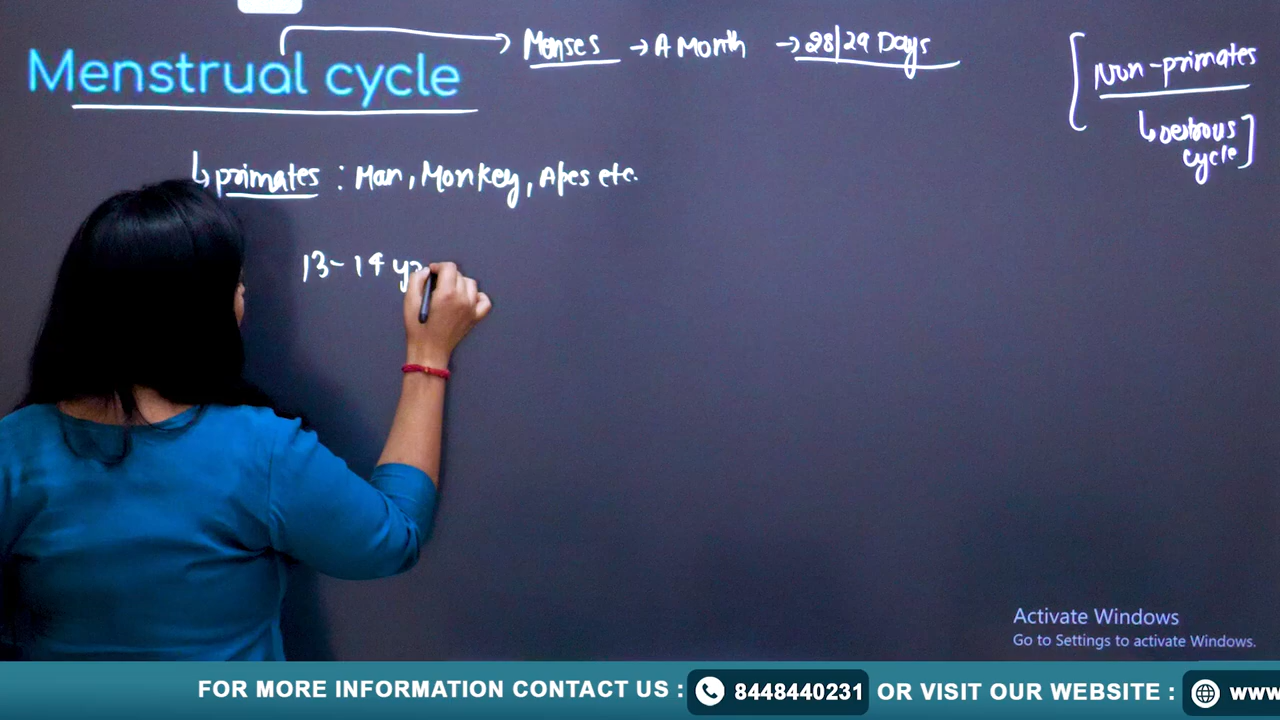 Menstrual cycle → Menses → A Month → 28/29 Days
[Non-primates
↳ Oestrous cycle]
↳ primates : Man, Monkey, Apes etc.
13-14
Activate Windows
Go to Settings to activate Windows.
FOR MORE INFORMATION CONTACT US : 8448440231 OR VISIT OUR WEBSITE : www